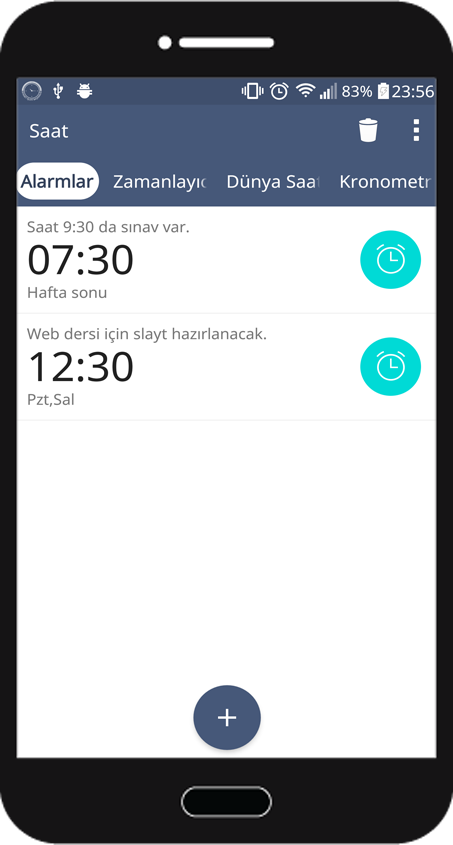 83% 23:56
Saat
Alarmlar Zamanlayıc Dünya Saa Kronometr
Saat 9:30 da sınav var.
07:30
Hafta sonu
Web dersi için slayt hazırlanacak.
12:30
Pzt,Sal